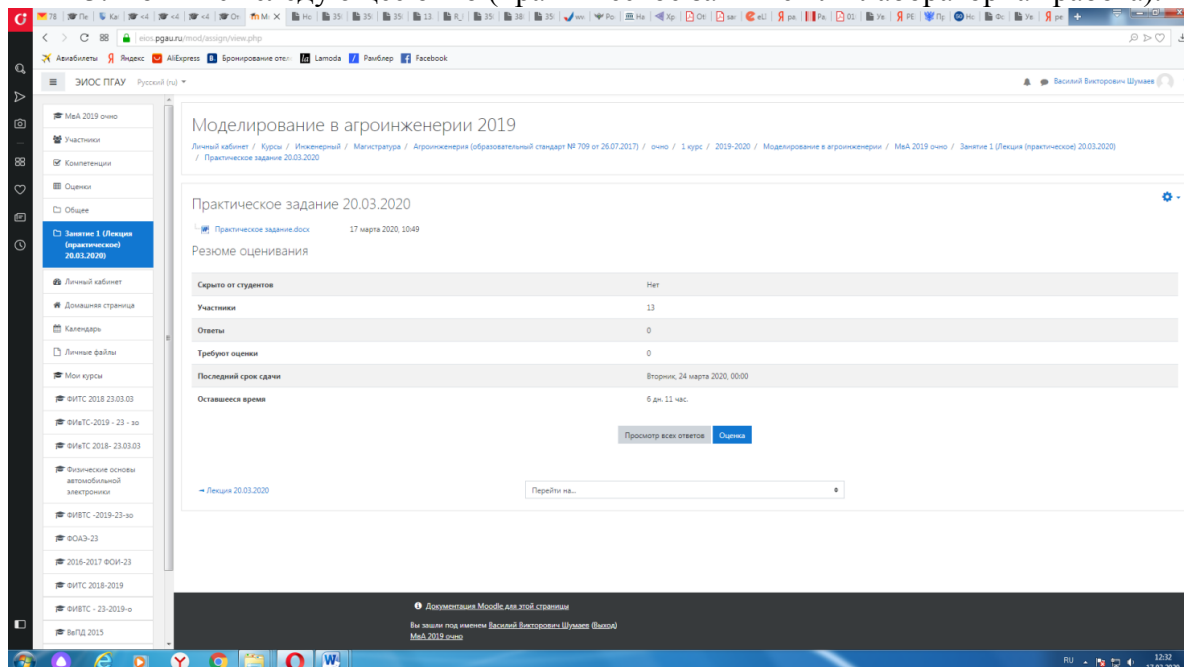 78
eios.pgau.ru/mod/assign/view.php
Авиабилеты Яндекс AliExpress Бронирование отел Lamoda Рамблер Facebook
ЭИОС ПГАУ Русский (ru)
Василий Викторович Шумаев
МвА 2019 очно
Участники
Компетенции
Оценки
Общее
Занятие 1 (Лекция
(практическое)
20.03.2020)
Личный кабинет
Домашняя страница
Календарь
Личные файлы
Мои курсы
ФИТС 2018 23.03.03
ФИвТС-2019 - 23 - зо
ФИвТС 2018- 23.03.03
Физические основы
автомобильной
электроники
ФИВТС -2019-23-зо
ФОАЭ-23
2016-2017 ФОИ-23
ФИТС 2018-2019
ФИВТС - 23-2019-о
ВеПД 2015
Моделирование в агроинженерии 2019
Личный кабинет / Курсы / Инженерный / Магистратура / Агроинженерия (образовательный стандарт № 709 от 26.07.2017) / очно / 1 курс / 2019-2020 / Моделирование в агроинженерии / МвА 2019 очно / Занятие 1 (Лекция (практическое) 20.03.2020)
/ Практическое задание 20.03.2020
Практическое задание 20.03.2020
Практическое задание.docx 17 марта 2020, 10:49
Резюме оценивания
Скрыто от студентов Нет
Участники 13
Ответы 0
Требуют оценки 0
Последний срок сдачи Вторник, 24 марта 2020, 00:00
Оставшееся время 6 дн. 11 час.
Просмотр всех ответов Оценка
→ Лекция 20.03.2020 Перейти на...
Документация Moodle для этой страницы
Вы зашли под именем Василий Викторович Шумаев (Выход)
МвА 2019 очно
RU 12:32